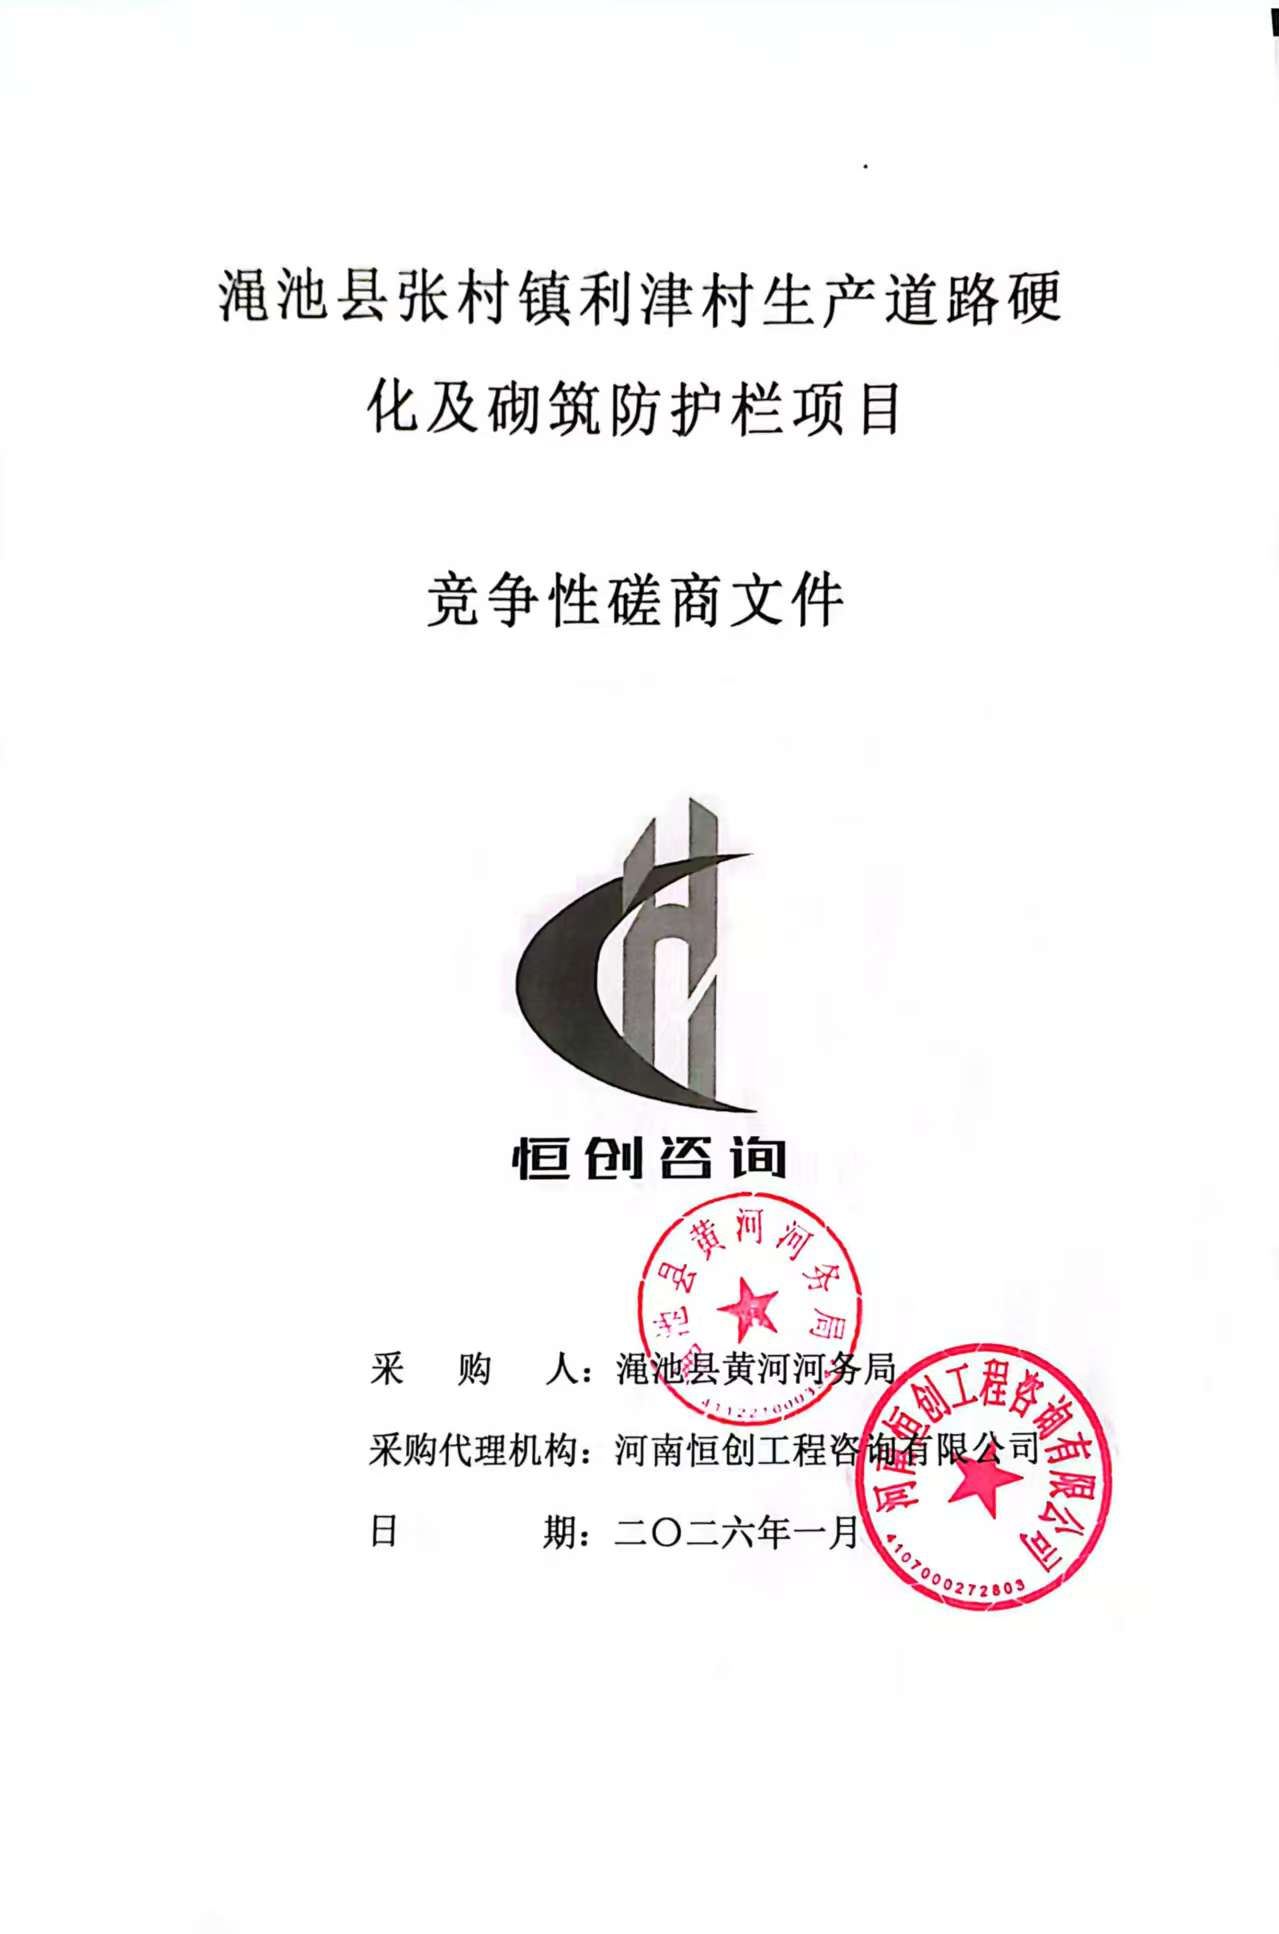 渑池县张村镇利津村生产道路硬
化及砌筑防护栏项目
竞争性磋商文件
恒创咨询
渑池县黄河河务局
采购人：渑池县黄河河务局
采购代理机构：河南恒创工程咨询有限公司
日期：二〇二六年一月
河南恒创工程咨询有限公司
4107000272803